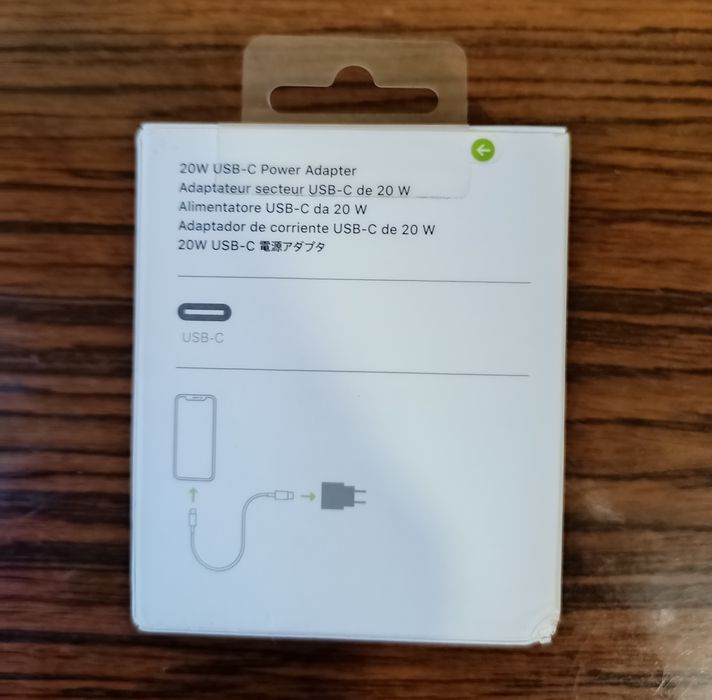 20W USB-C Power Adapter
Adaptateur secteur USB-C de 20 W
Alimentatore USB-C da 20 W
Adaptador de corriente USB-C de 20 W
20W USB-C 電源アダプタ
USB-C